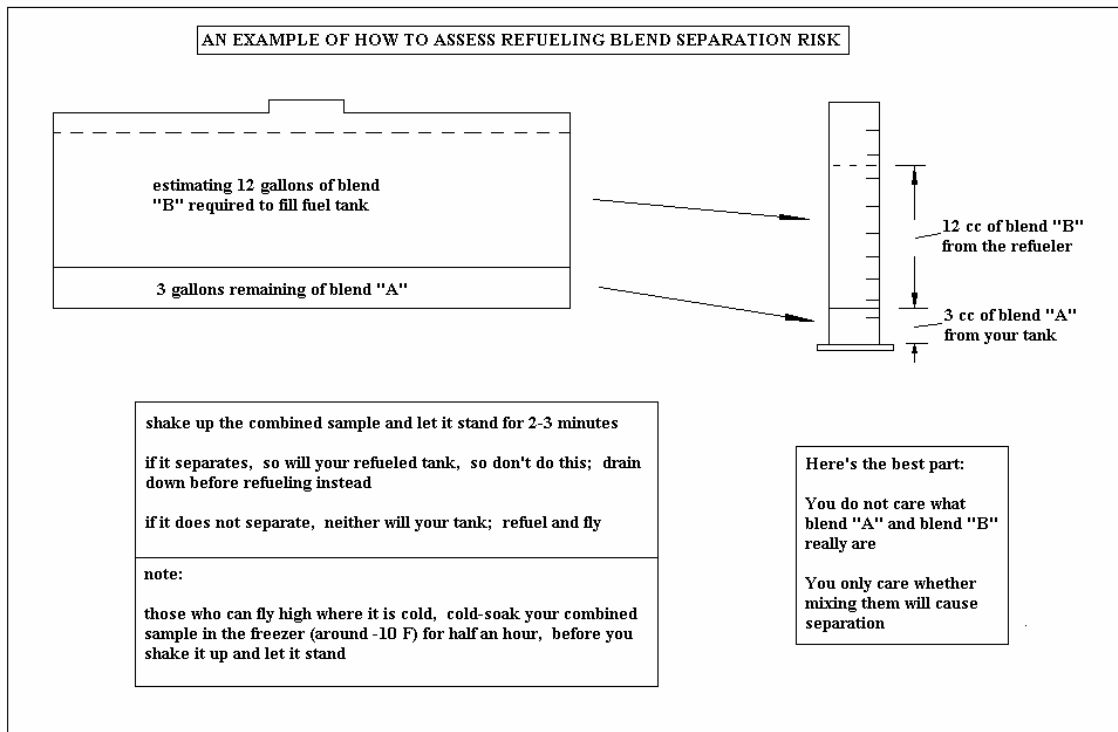 AN EXAMPLE OF HOW TO ASSESS REFUELING BLEND SEPARATION RISK
estimating 12 gallons of blend
"B" required to fill fuel tank
3 gallons remaining of blend "A"
12 cc of blend "B"
from the refueler
3 cc of blend "A"
from your tank
shake up the combined sample and let it stand for 2-3 minutes
if it separates, so will your refueled tank, so don't do this; drain
down before refueling instead
if it does not separate, neither will your tank; refuel and fly
note:
those who can fly high where it is cold, cold-soak your combined
sample in the freezer (around -10 F) for half an hour, before you
shake it up and let it stand
Here's the best part:
You do not care what
blend "A" and blend "B"
really are
You only care whether
mixing them will cause
separation